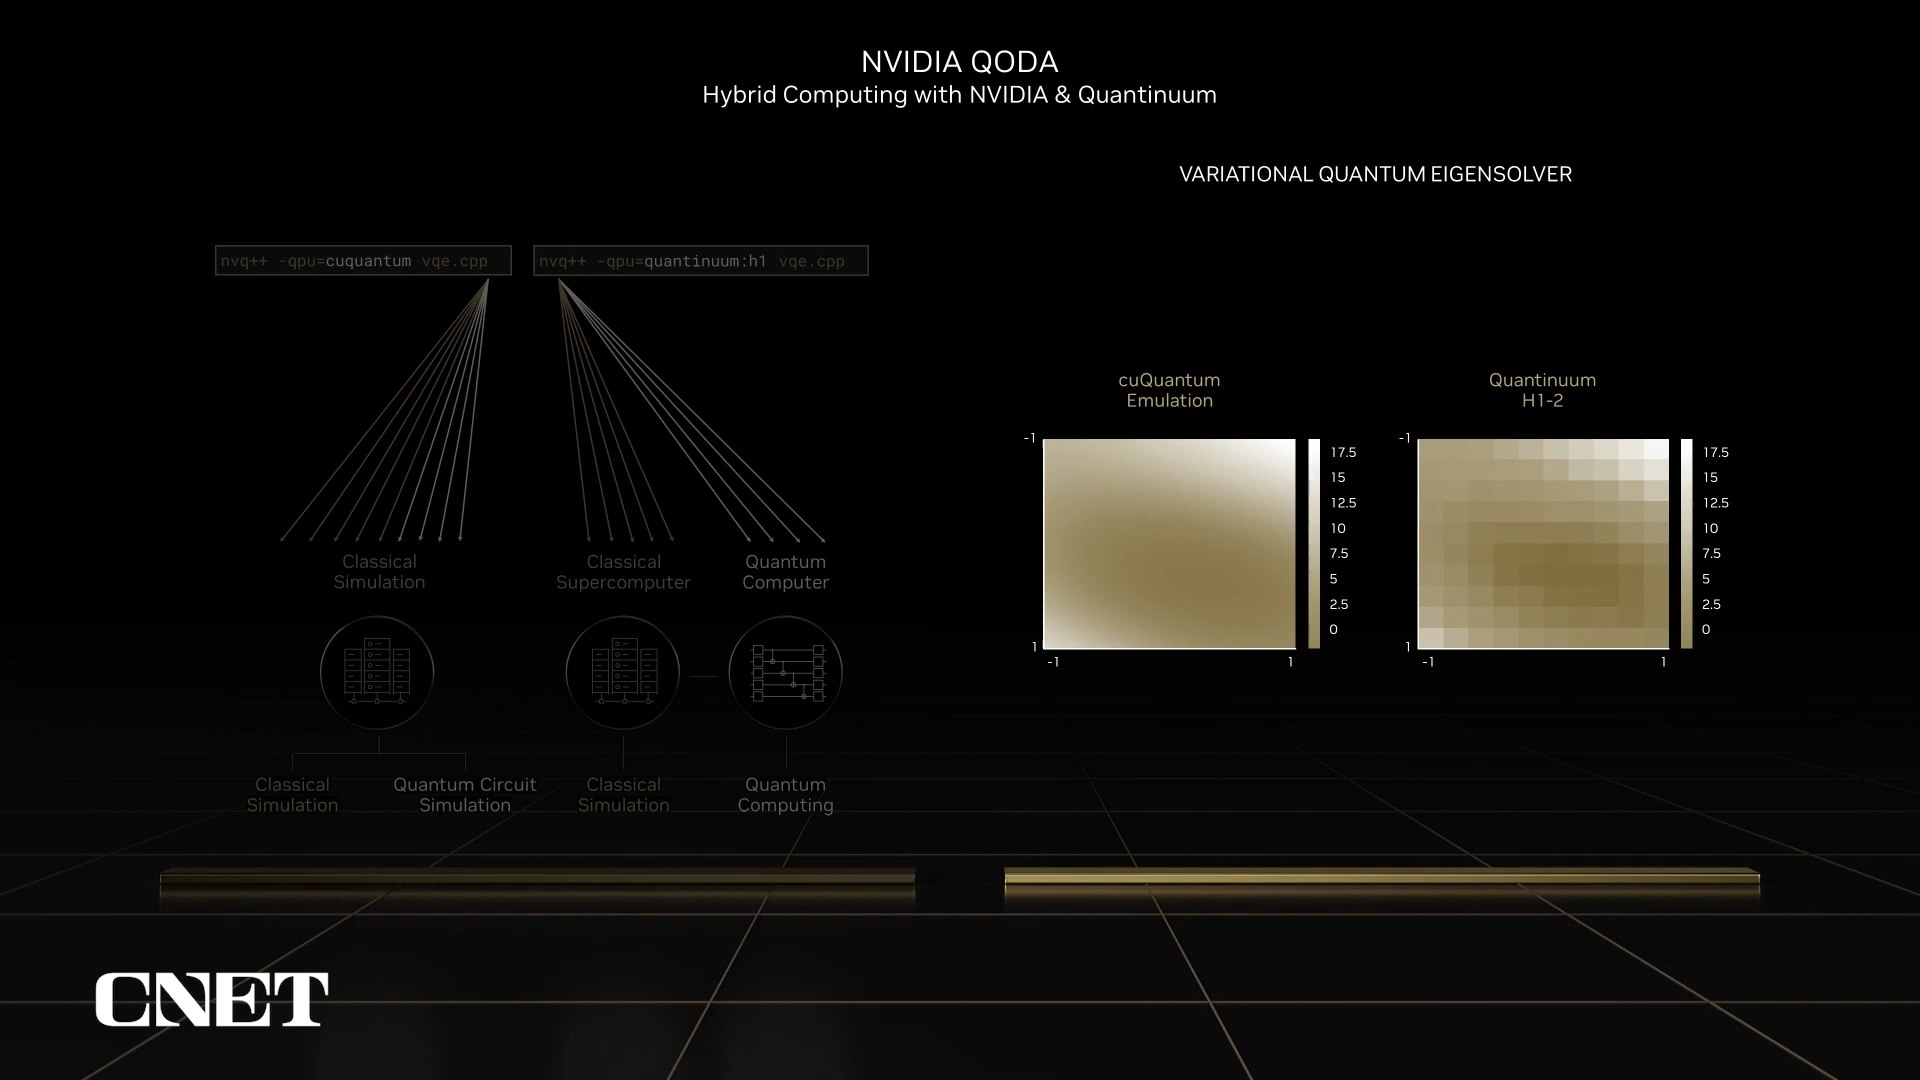 NVIDIA QODA
Hybrid Computing with NVIDIA & Quantinuum
VARIATIONAL QUANTUM EIGENSOLVER
nvq++ -qpu=cuquantum vqe.cpp
nvq++ -qpu=quantinuum:h1 vqe.cpp
Classical
Simulation
Classical
Supercomputer
Quantum
Computer
Classical
Simulation
Quantum Circuit
Simulation
Classical
Simulation
Quantum
Computing
cuQuantum
Emulation
-1
1
-1
1
17.5
15
12.5
10
7.5
5
2.5
0
Quantinuum
H1-2
-1
1
-1
1
17.5
15
12.5
10
7.5
5
2.5
0
CNET